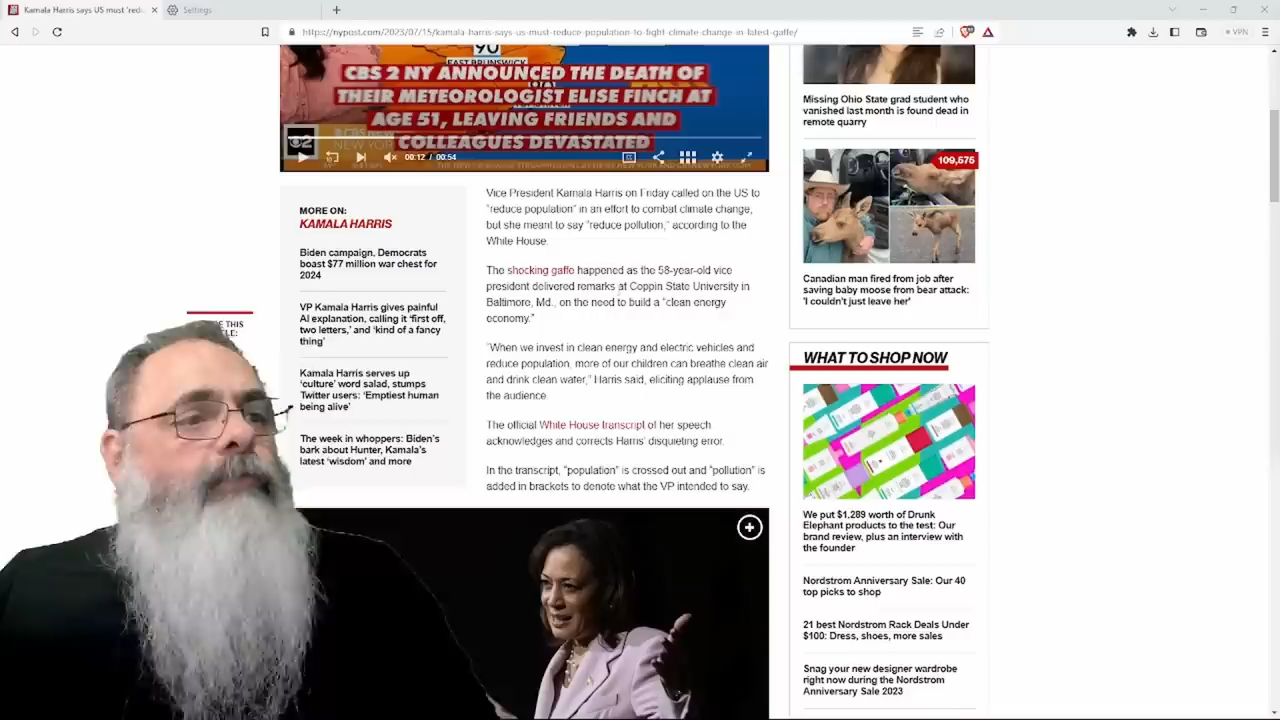 Kamala Harris says US must 'red
Settings
https://nypost.com/2023/07/15/kamala-harris-says-us-must-reduce-population-to-fight-climate-change-in-latest-gaffe/
VPN
90
EAST BRUNSWICK
CBS 2 NY ANNOUNCED THE DEATH OF
THEIR METEOROLOGIST ELISE FINCH AT
AGE 51, LEAVING FRIENDS AND
COLLEAGUES DEVASTATED
00:12 / 00:54
MORE ON:
KAMALA HARRIS
Biden campaign, Democrats
boast $77 million war chest for
2024
VP Kamala Harris gives painful
AI explanation, calling it 'first off,
two letters,' and 'kind of a fancy
thing'
Kamala Harris serves up
'culture' word salad, stumps
Twitter users: 'Emptiest human
being alive'
The week in whoppers: Biden's
bark about Hunter, Kamala's
latest 'wisdom' and more
THIS
Vice President Kamala Harris on Friday called on the US to
"reduce population" in an effort to combat climate change,
but she meant to say "reduce pollution," according to the
White House.
The shocking gaffe happened as the 58-year-old vice
president delivered remarks at Coppin State University in
Baltimore, Md., on the need to build a "clean energy
economy."
"When we invest in clean energy and electric vehicles and
reduce population, more of our children can breathe clean air
and drink clean water," Harris said, eliciting applause from
the audience.
The official White House transcript of her speech
acknowledges and corrects Harris' disquieting error.
In the transcript, "population" is crossed out and "pollution" is
added in brackets to denote what the VP intended to say.
Missing Ohio State grad student who
vanished last month is found dead in
remote quarry
109,575
Canadian man fired from job after
saving baby moose from bear attack:
'I couldn't just leave her'
WHAT TO SHOP NOW
We put $1,289 worth of Drunk
Elephant products to the test: Our
brand review, plus an interview with
the founder
Nordstrom Anniversary Sale: Our 40
top picks to shop
21 best Nordstrom Rack Deals Under
$100: Dress, shoes, more sales
Snag your new designer wardrobe
right now during the Nordstrom
Anniversary Sale 2023